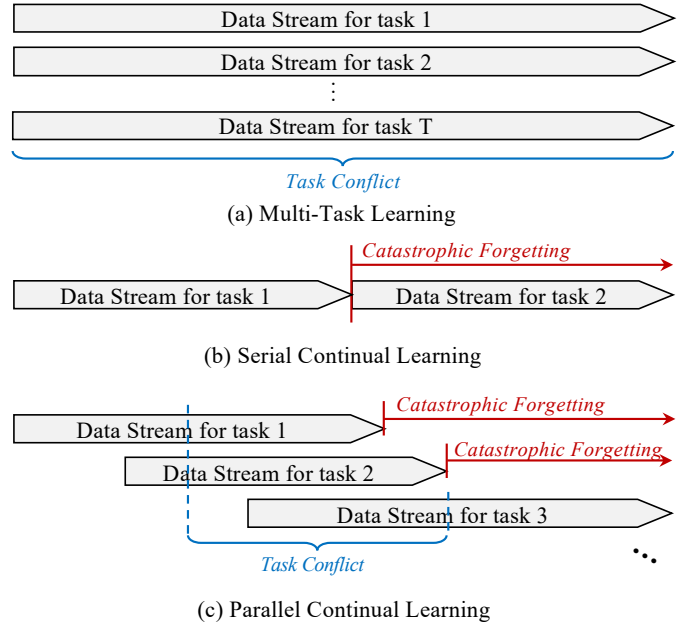 Data Stream for task 1
Data Stream for task 2
Data Stream for task T
Task Conflict
(a) Multi-Task Learning
Catastrophic Forgetting
Data Stream for task 1
Data Stream for task 2
(b) Serial Continual Learning
Catastrophic Forgetting
Data Stream for task 1
Catastrophic Forgetting
Data Stream for task 2
Data Stream for task 3
Task Conflict
(c) Parallel Continual Learning